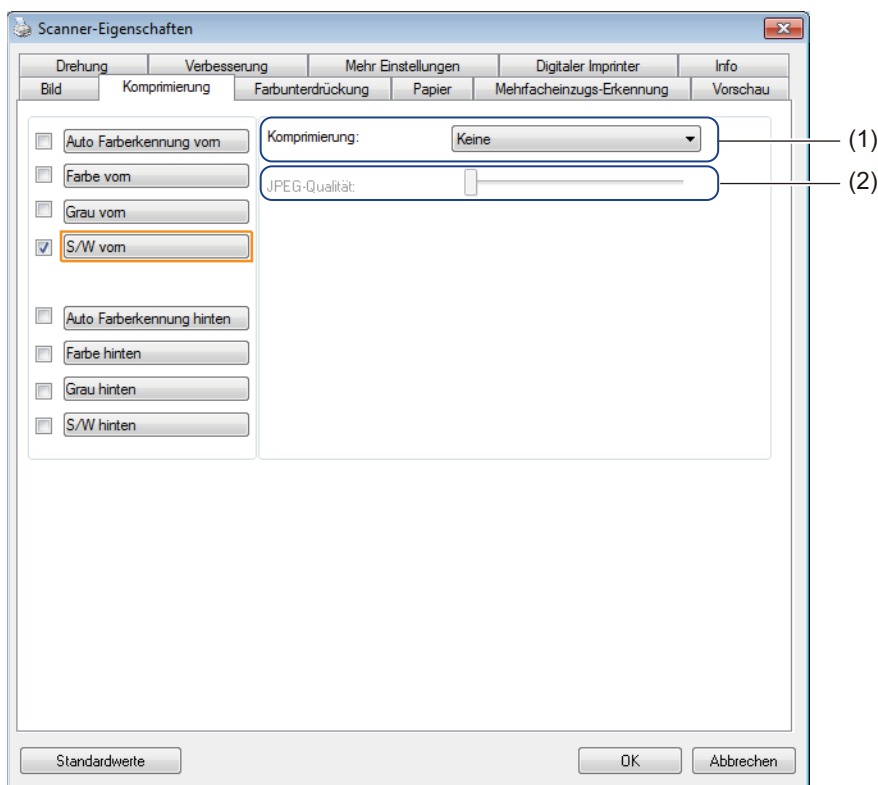 Scanner-Eigenschaften
Drehung Verbesserung Mehr Einstellungen Digitaler Imprinter Info
Bild Komprimierung Farbunterdrückung Papier Mehrfacheinzugs-Erkennung Vorschau
Auto Farberkennung vorn
Komprimierung: Keine (1)
Farbe vorn
JPEG-Qualität: (2)
Grau vorn
S/W vorn
Auto Farberkennung hinten
Farbe hinten
Grau hinten
S/W hinten
Standardwerte OK Abbrechen